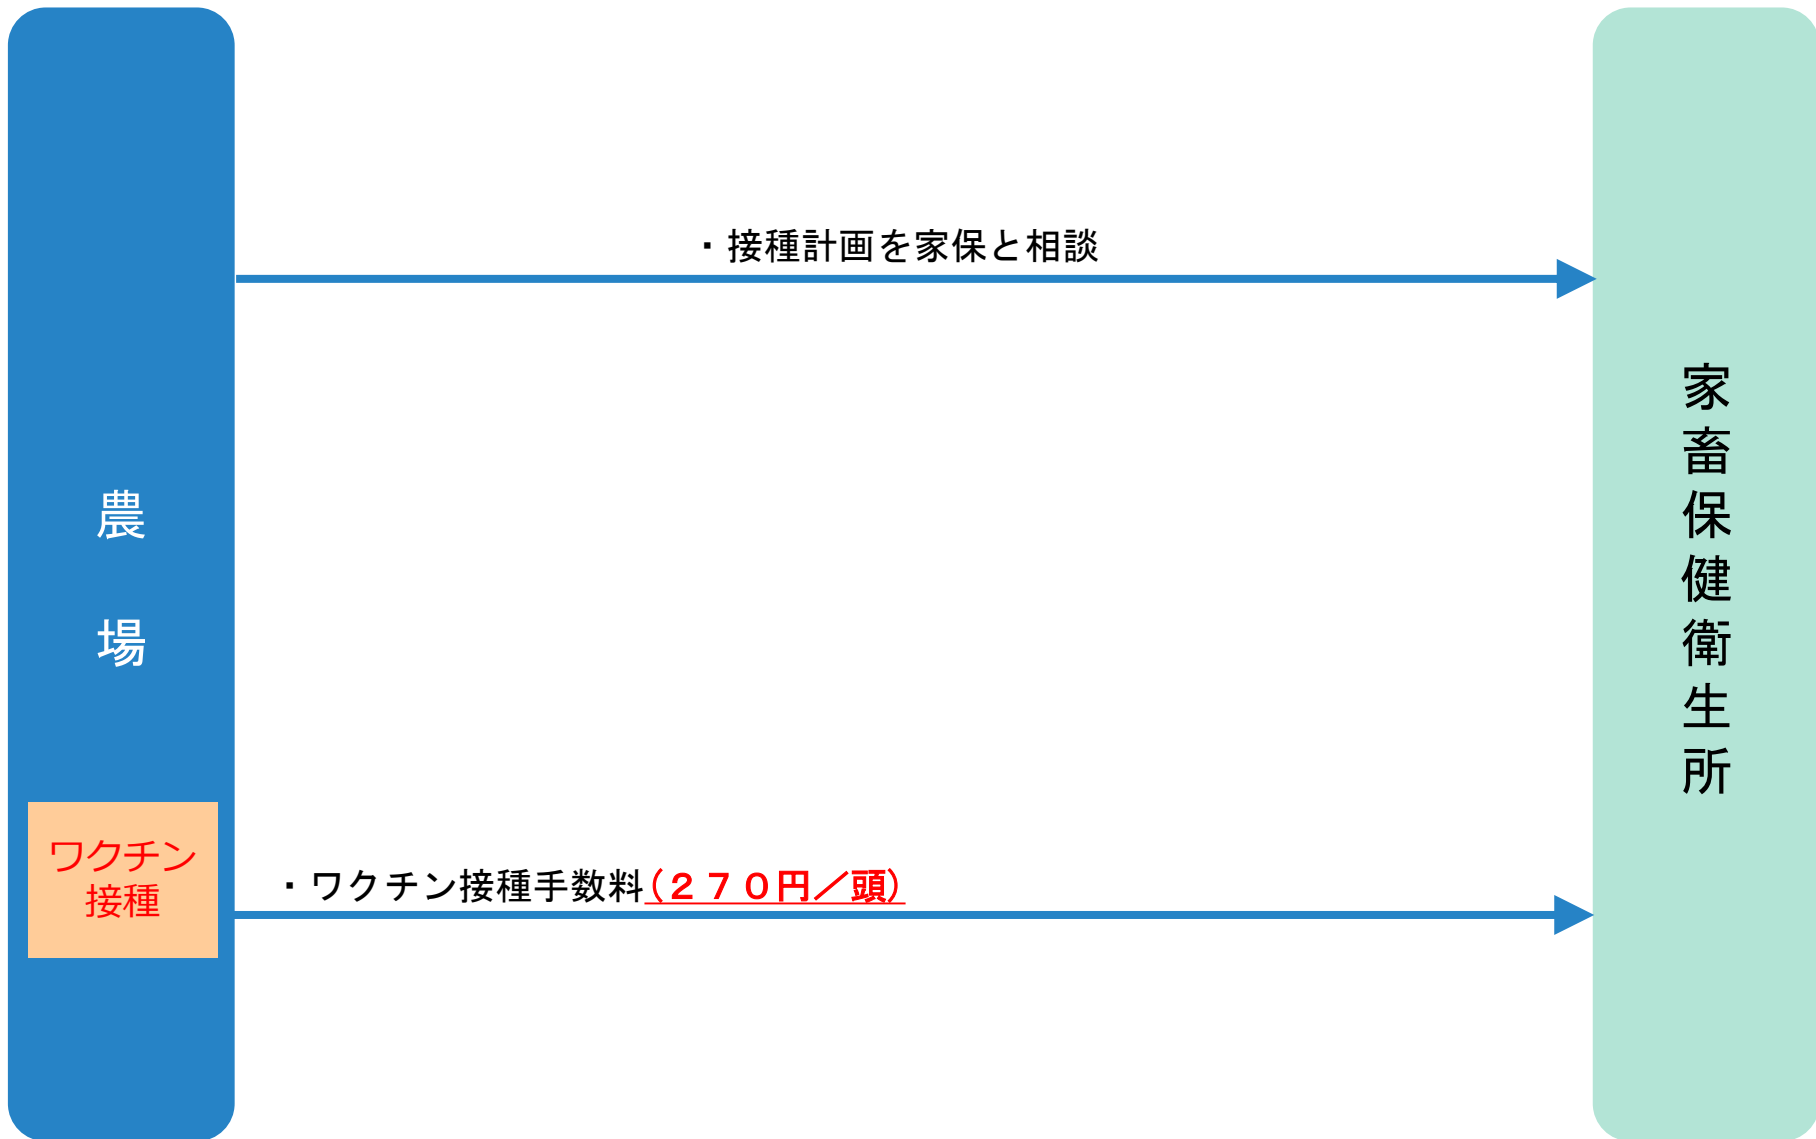 ・接種計画を家保と相談
農場
家畜保健衛生所
ワクチン
接種
・ワクチン接種手数料(２７０円／頭)